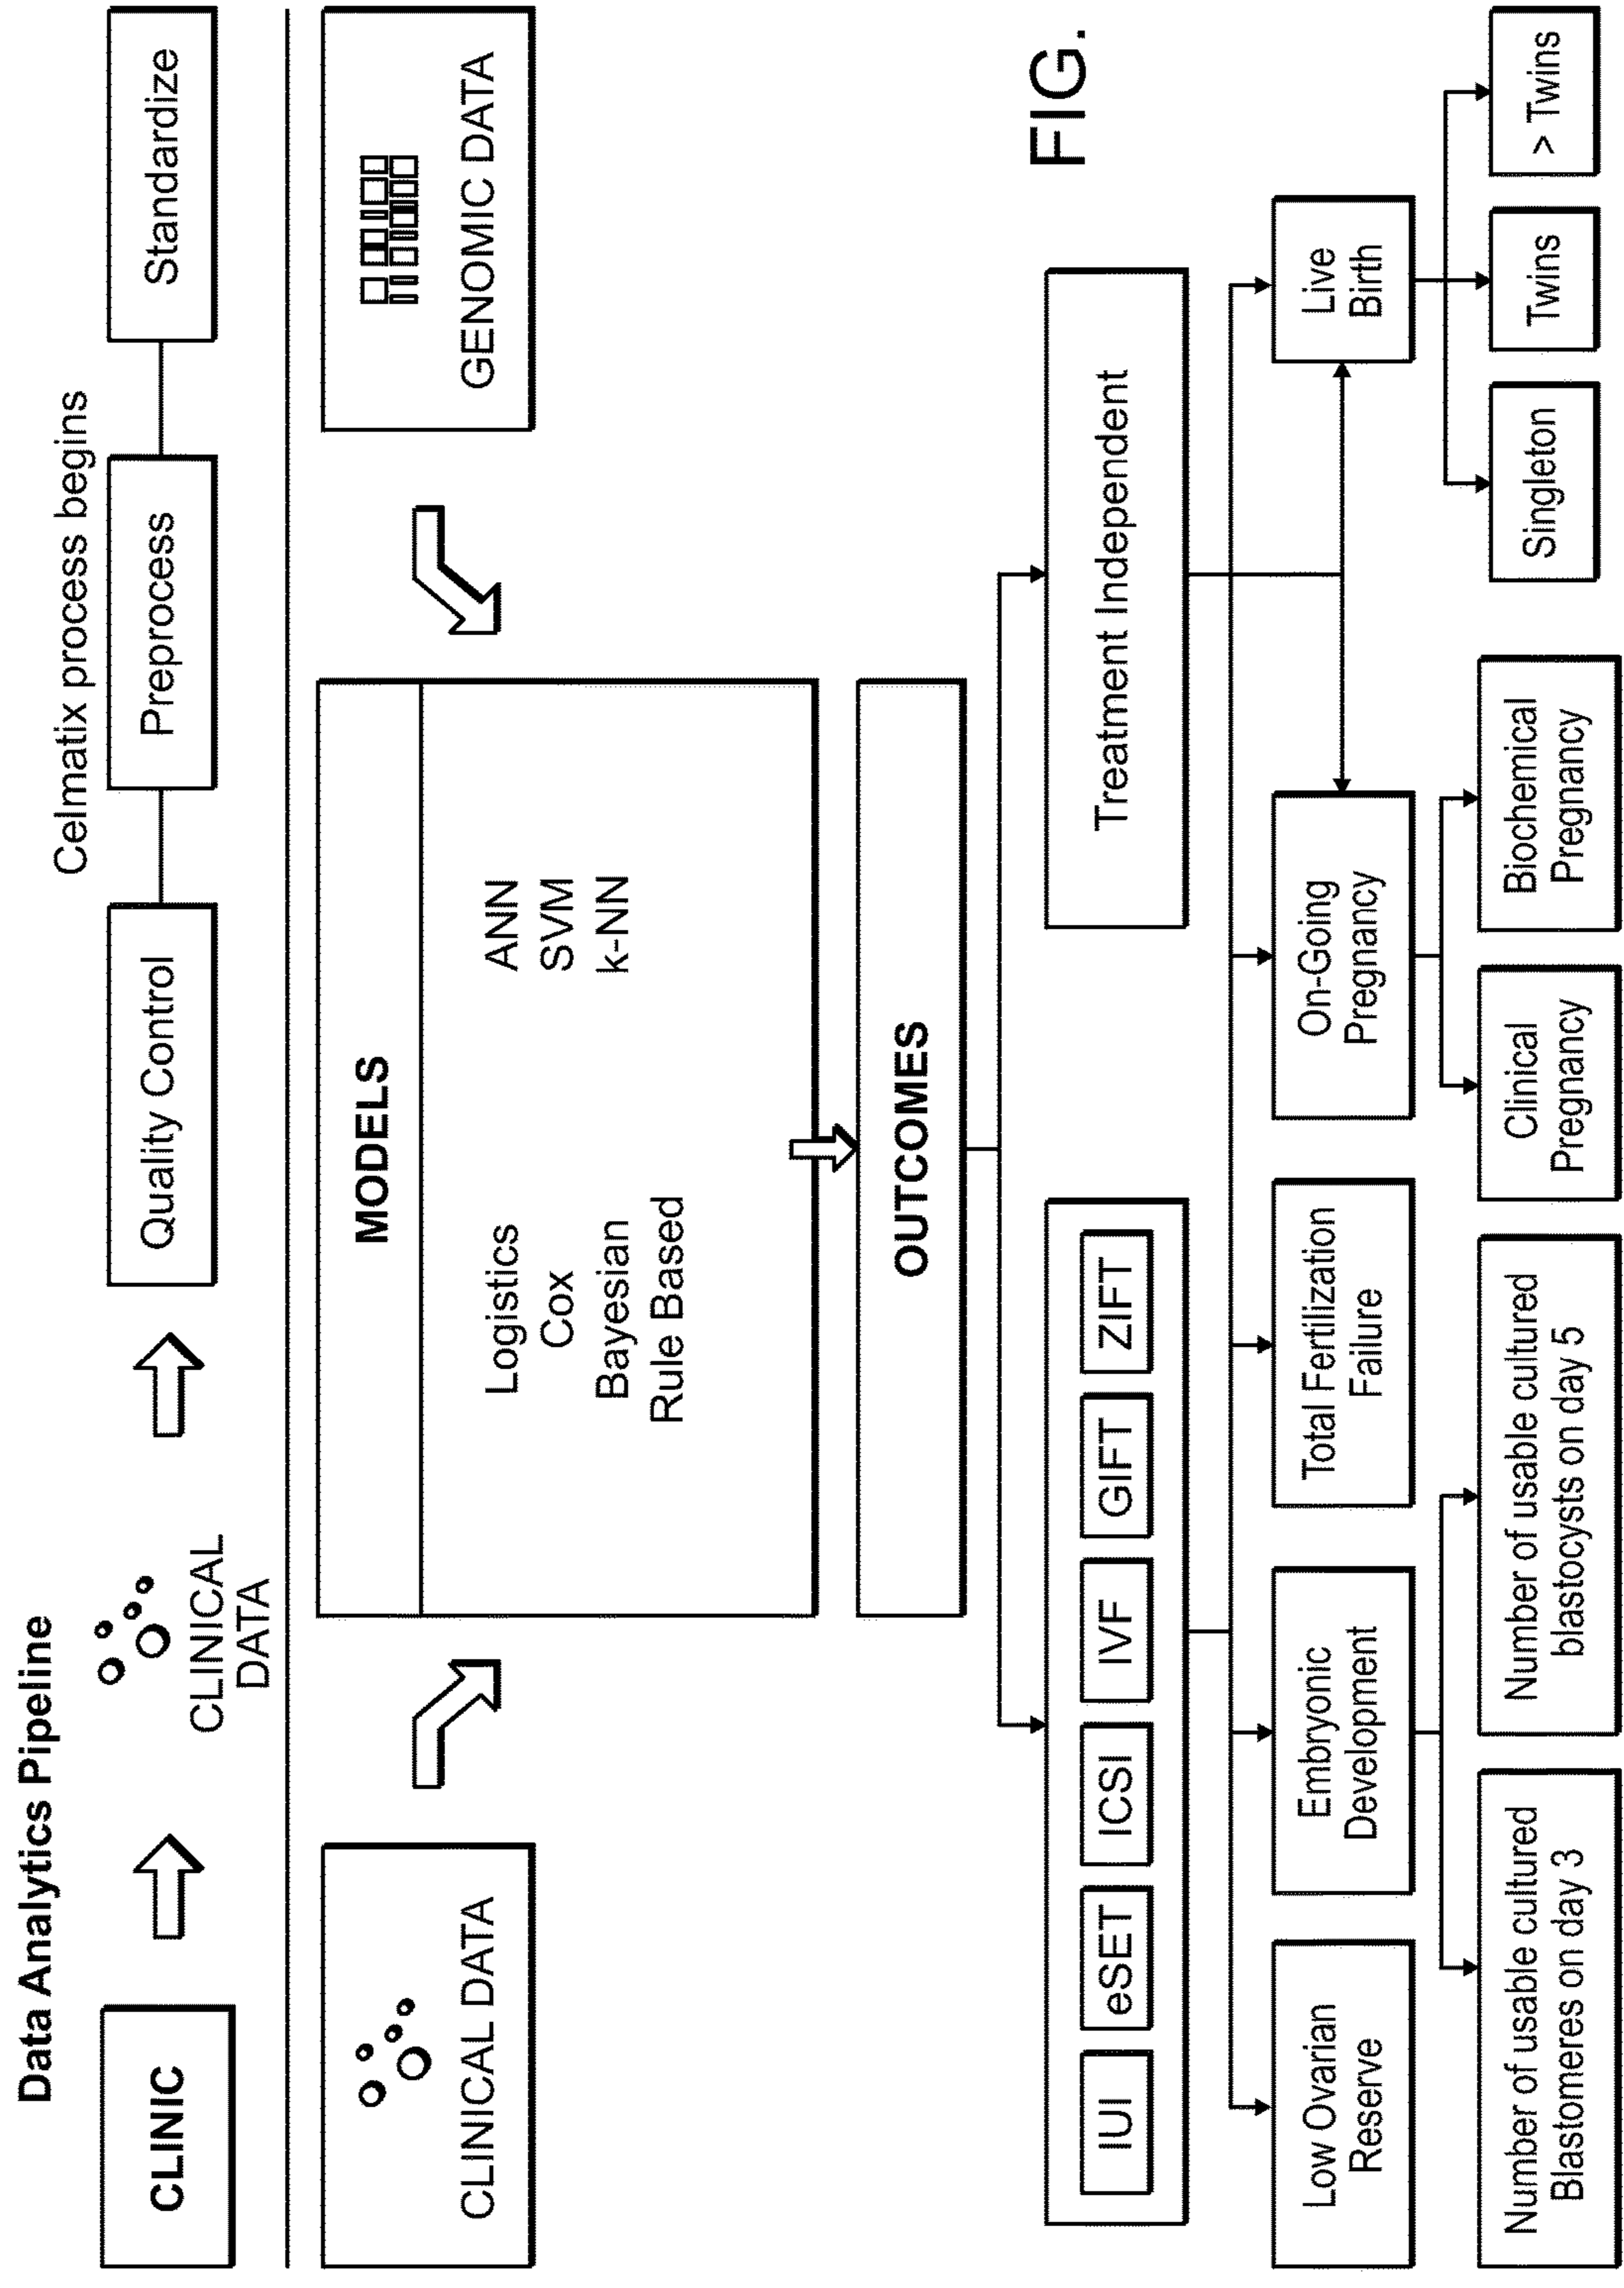 Data Analytics Pipeline
Celmatix process begins
CLINIC
CLINICAL
DATA
Quality Control
Preprocess
Standardize
CLINICAL DATA
MODELS
Logistics
Cox
Bayesian
Rule Based
ANN
SVM
k-NN
GENOMIC DATA
OUTCOMES
FIG.
IUI
eSET
ICSI
IVF
GIFT
ZIFT
Treatment Independent
Low Ovarian
Reserve
Embryonic
Development
Total Fertilization
Failure
On-Going
Pregnancy
Live
Birth
Number of usable cultured
Blastomeres on day 3
Number of usable cultured
blastocysts on day 5
Clinical
Pregnancy
Biochemical
Pregnancy
Singleton
Twins
> Twins